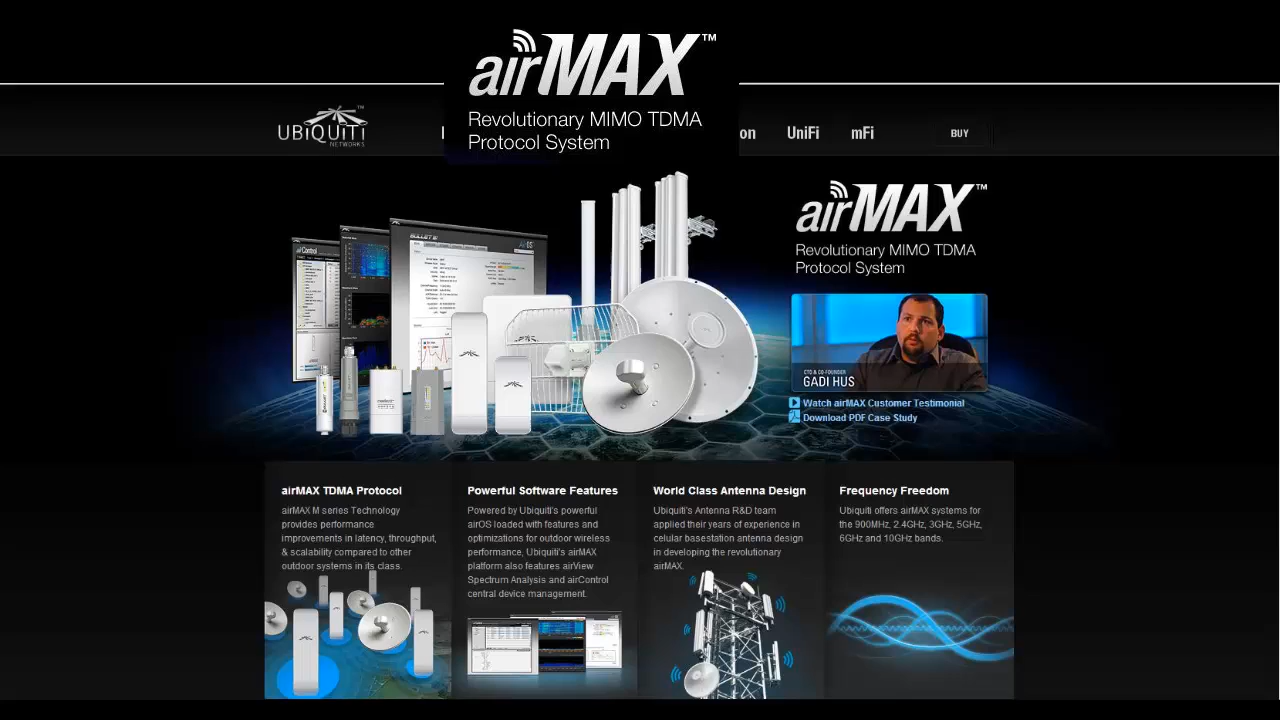 airMAX™
Revolutionary MIMO TDMA
Protocol System
UBiQUiTi™
NETWORKS
on
UniFi
mFi
BUY
airControl
BULLET M
AirOS
airMAX™
Revolutionary MIMO TDMA
Protocol System
CTO & CO-FOUNDER
GADI HUS
Watch airMAX Customer Testimonial
Download PDF Case Study
airMAX TDMA Protocol
airMAX M series Technology
provides performance
improvements in latency, throughput,
& scalability compared to other
outdoor systems in its class.
Powerful Software Features
Powered by Ubiquiti's powerful
airOS loaded with features and
optimizations for outdoor wireless
performance, Ubiquiti's airMAX
platform also features airView
Spectrum Analysis and airControl
central device management.
World Class Antenna Design
Ubiquiti's Antenna R&D team
applied their years of experience in
celular basestation antenna design
in developing the revolutionary
airMAX.
Frequency Freedom
Ubiquiti offers airMAX systems for
the 900MHz, 2.4GHz, 3GHz, 5GHz,
6GHz and 10GHz bands.